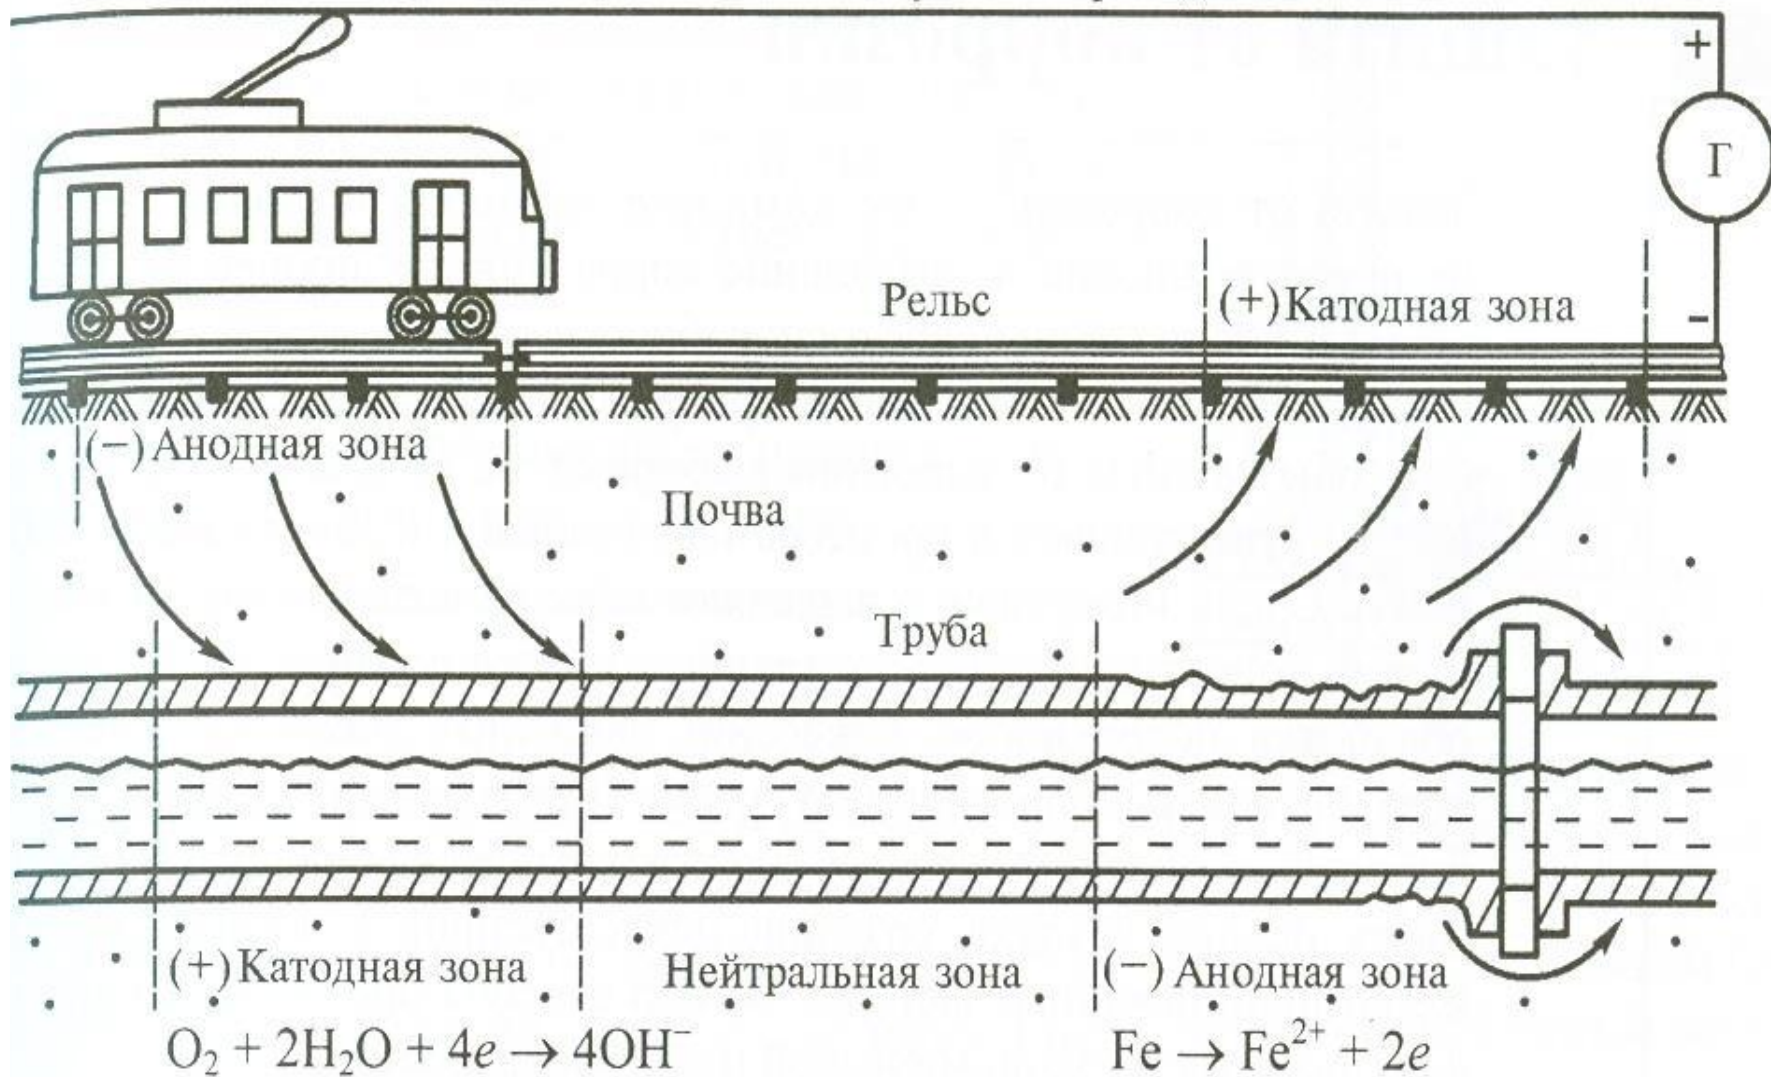 +
Г
Рельс
(+) Катодная зона
-
(−) Анодная зона
Почва
Труба
(+) Катодная зона
Нейтральная зона
(−) Анодная зона
O₂ + 2H₂O + 4e → 4OH⁻
Fe → Fe²⁺ + 2e